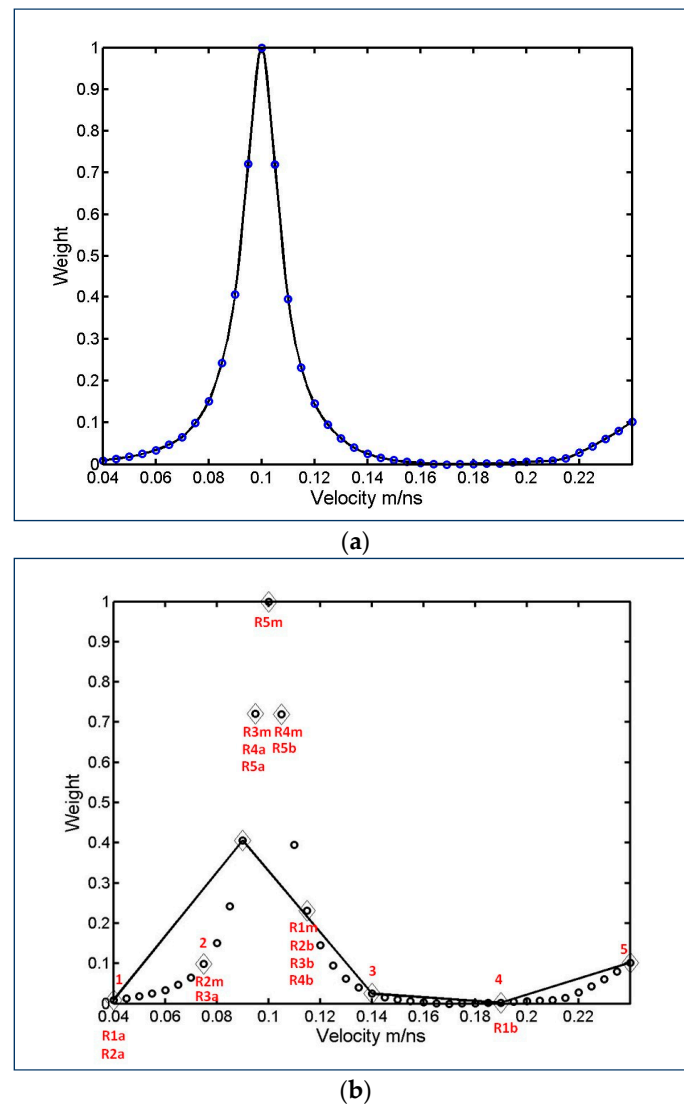 1
0.9
0.8
0.7
0.6
0.5
0.4
0.3
0.2
0.1
0
Weight
0.04 0.06 0.08 0.1 0.12 0.14 0.16 0.18 0.20 0.22
Velocity m/ns
(a)
1
0.9
0.8
0.7
0.6
0.5
0.4
0.3
0.2
0.1
0
Weight
R5m
R3m R4m
R4a R5b
R5a
1 2 3 4 5
R1m
R2b
R3b
R4b
R2m
R3a
R1a
R2a
R1b
0.04 0.06 0.08 0.1 0.12 0.14 0.16 0.18 0.20 0.22
Velocity m/ns
(b)